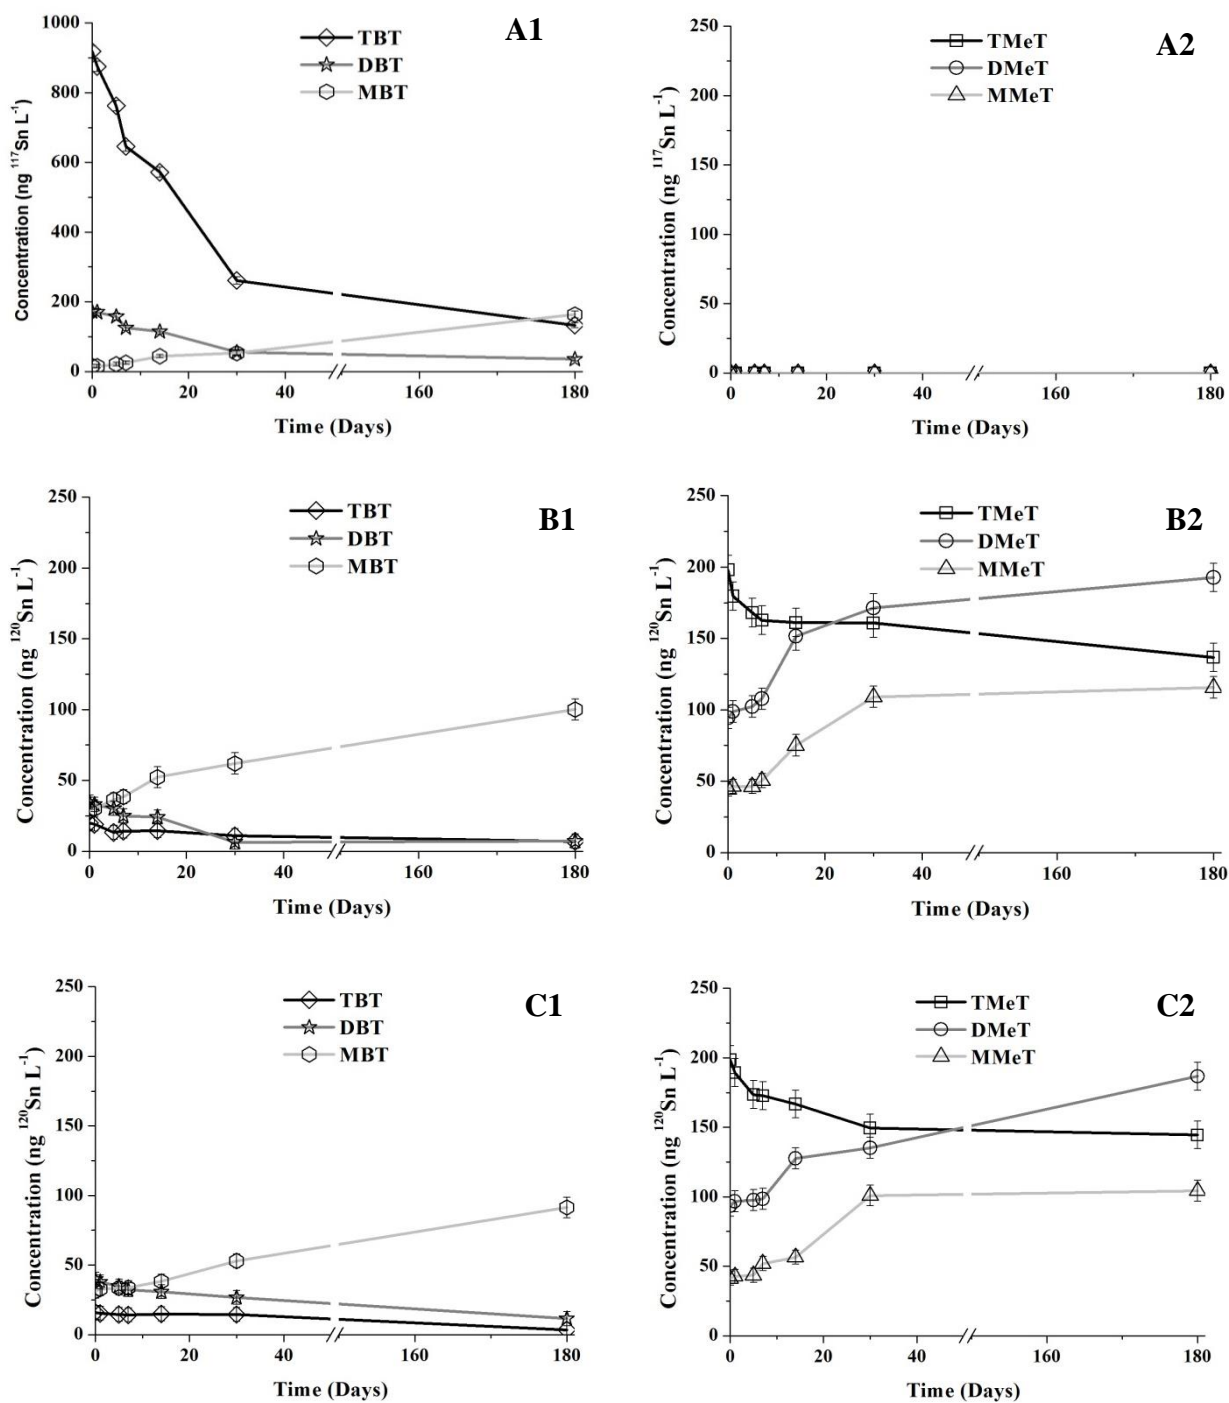 A1
TBT
DBT
MBT
Concentration (ng ¹¹⁷Sn L⁻¹)
1000
800
600
400
200
0
0 20 40 160 180
Time (Days)
A2
TMeT
DMeT
MMeT
Concentration (ng ¹¹⁷Sn L⁻¹)
250
200
150
100
50
0
0 20 40 160 180
Time (Days)
B1
TBT
DBT
MBT
Concentration (ng ¹²⁰Sn L⁻¹)
250
200
150
100
50
0
0 20 40 160 180
Time (Days)
B2
TMeT
DMeT
MMeT
Concentration (ng ¹²⁰Sn L⁻¹)
250
200
150
100
50
0
0 20 40 160 180
Time (Days)
C1
TBT
DBT
MBT
Concentration (ng ¹²⁰Sn L⁻¹)
250
200
150
100
50
0
0 20 40 160 180
Time (Days)
C2
TMeT
DMeT
MMeT
Concentration (ng ¹²⁰Sn L⁻¹)
250
200
150
100
50
0
0 20 40 160 180
Time (Days)